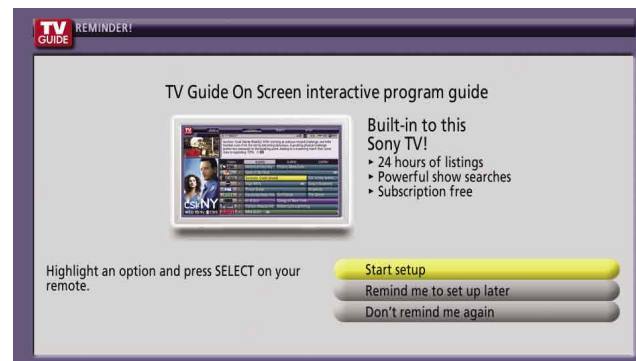 TV
GUIDE
REMINDER!
TV Guide On Screen interactive program guide
Built-in to this
Sony TV!
▸ 24 hours of listings
▸ Powerful show searches
▸ Subscription free
CSI: NY
Highlight an option and press SELECT on your
remote.
Start setup
Remind me to set up later
Don't remind me again